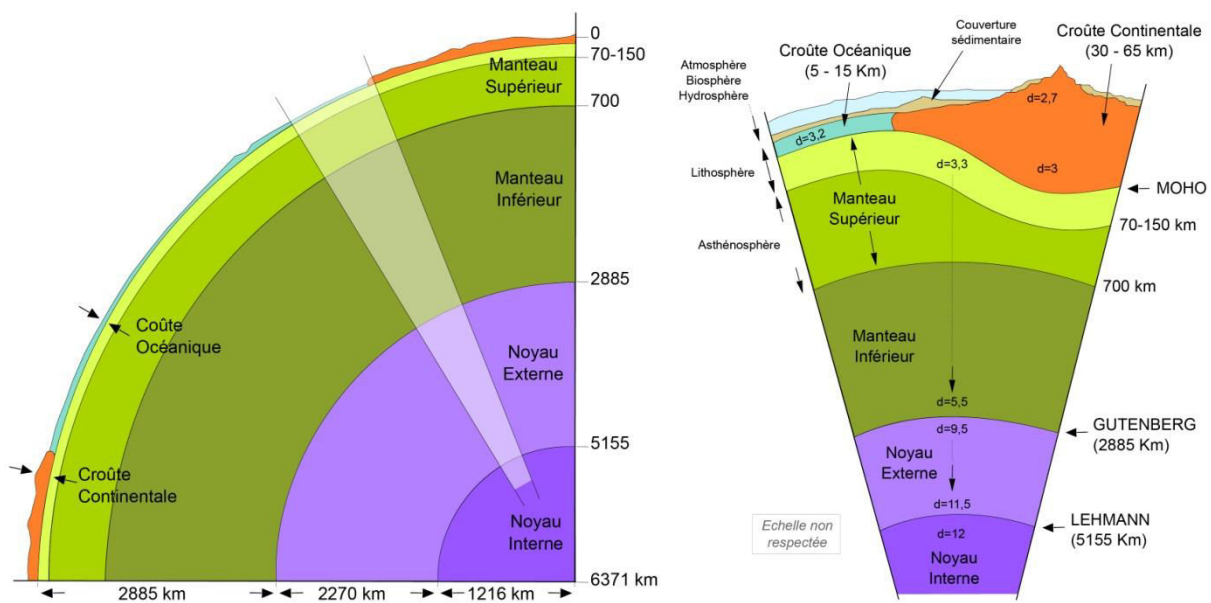 0
70-150
Manteau
Supérieur
700
Manteau
Inférieur
2885
Coûte
Océanique
Noyau
Externe
5155
Croûte
Continentale
Noyau
Interne
6371 km
2885 km
2270 km
1216 km
Couverture
sédimentaire
Croûte Continentale
(30 - 65 km)
Croûte Océanique
(5 - 15 Km)
Atmosphère
Biosphère
Hydrosphère
d=2,7
d=3,2
d=3,3
d=3
Lithosphère
MOHO
Manteau
Supérieur
70-150 km
Asthénosphère
700 km
Manteau
Inférieur
d=5,5
d=9,5
GUTENBERG
(2885 Km)
Noyau
Externe
d=11,5
LEHMANN
(5155 Km)
Echelle non
respectée
d=12
Noyau
Interne